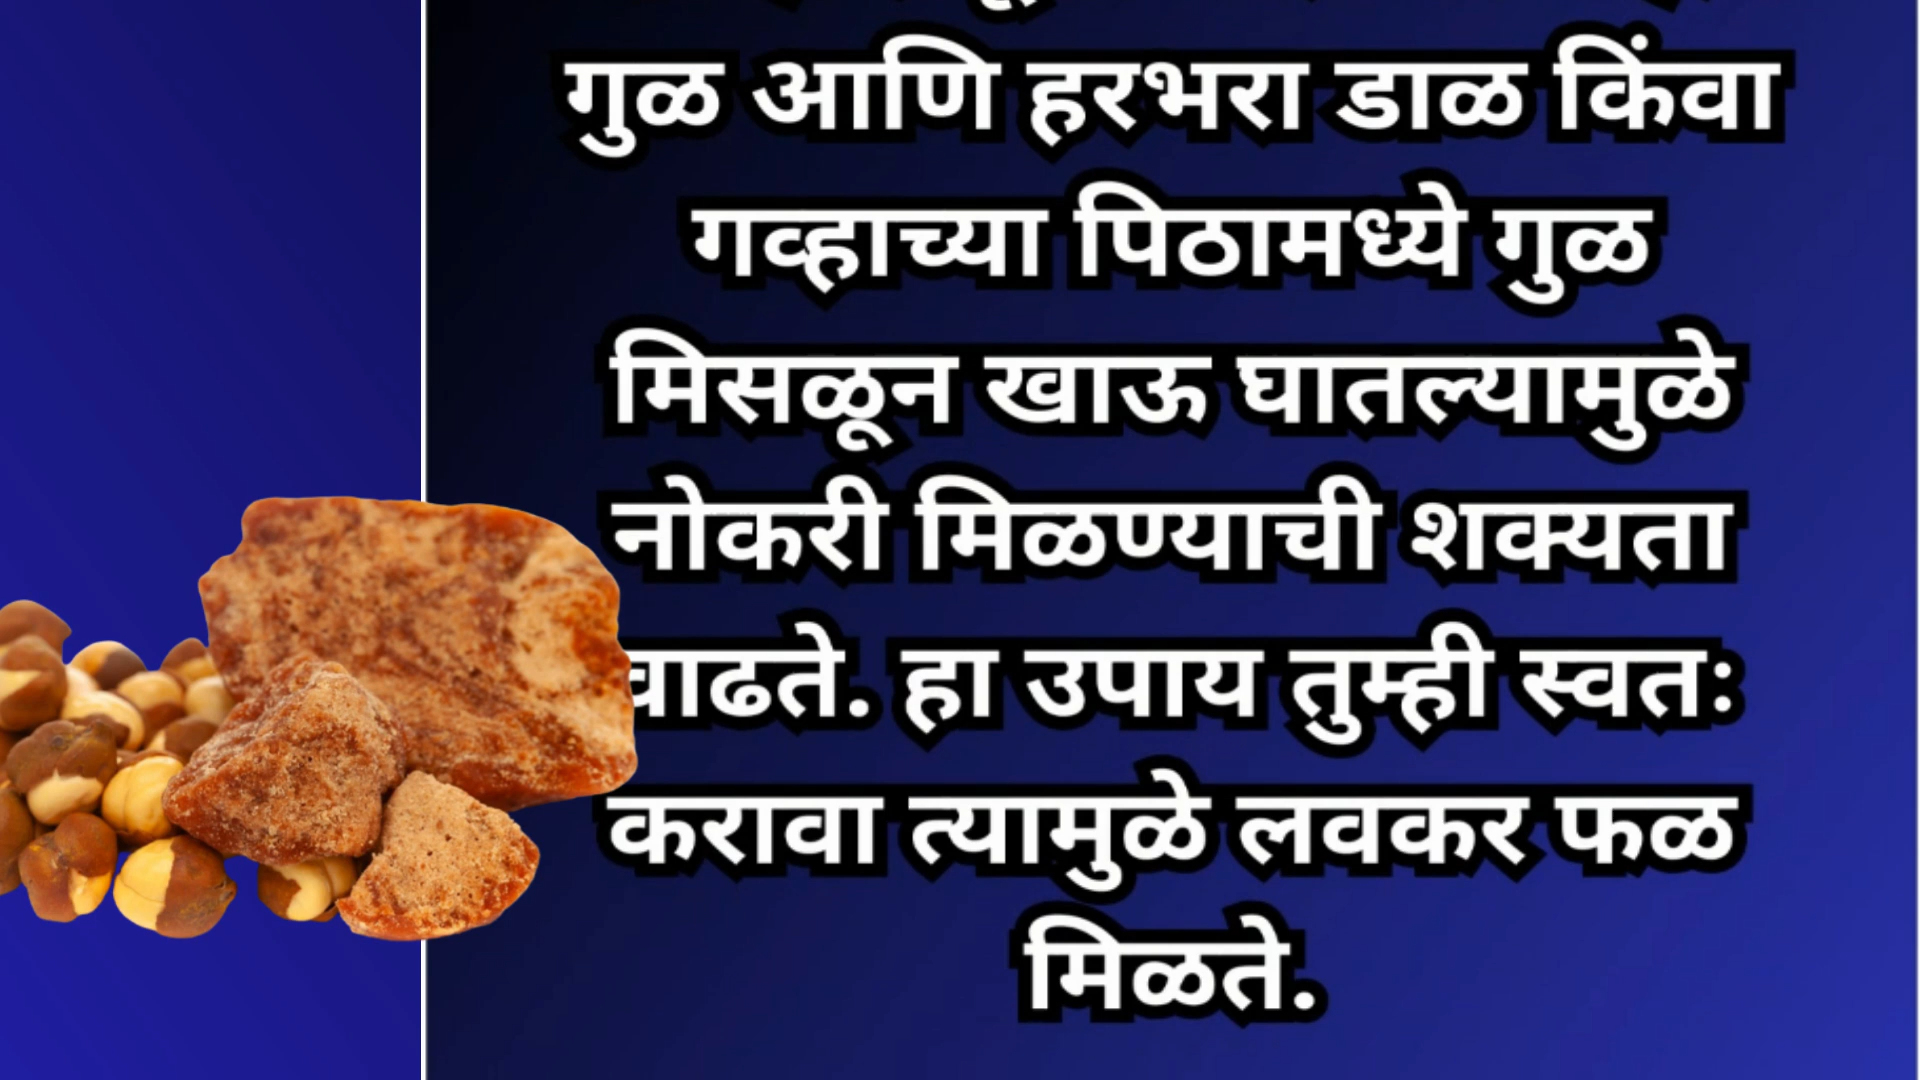 गुळ आणि हरभरा डाळ किंवा
गव्हाच्या पिठामध्ये गुळ
मिसळून खाऊ घातल्यामुळे
नोकरी मिळण्याची शक्यता
वाढते. हा उपाय तुम्ही स्वतः
करावा त्यामुळे लवकर फळ
मिळते.